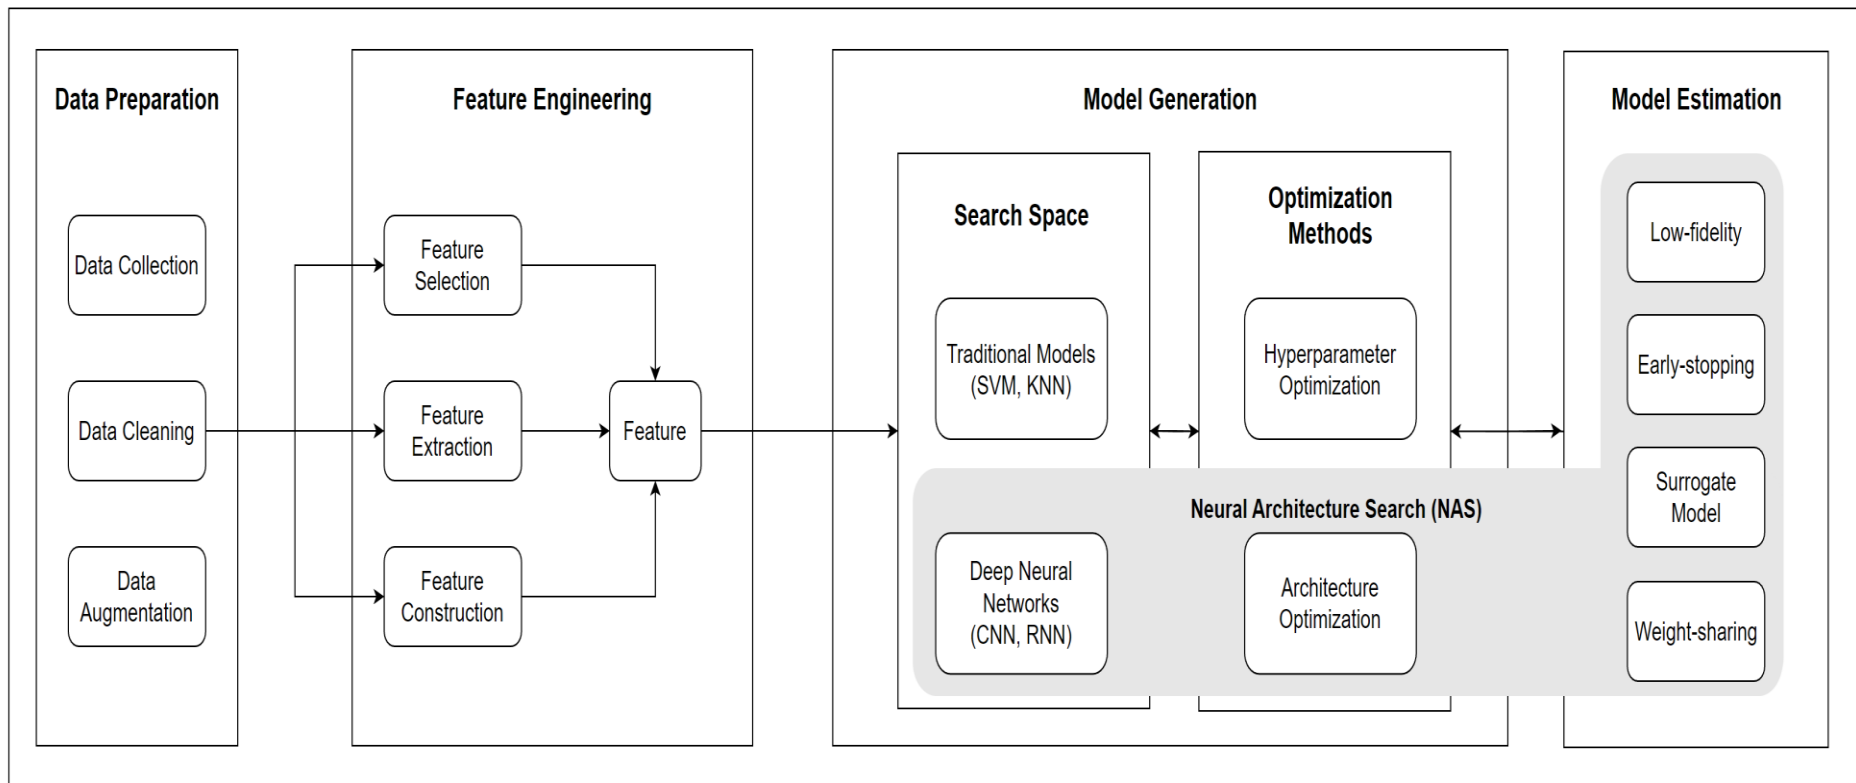 Data Preparation
Data Collection
Data Cleaning
Data
Augmentation
Feature Engineering
Feature
Selection
Feature
Extraction
Feature
Construction
Feature
Model Generation
Search Space
Traditional Models
(SVM, KNN)
Deep Neural
Networks
(CNN, RNN)
Optimization
Methods
Hyperparameter
Optimization
Neural Architecture Search (NAS)
Architecture
Optimization
Model Estimation
Low-fidelity
Early-stopping
Surrogate
Model
Weight-sharing